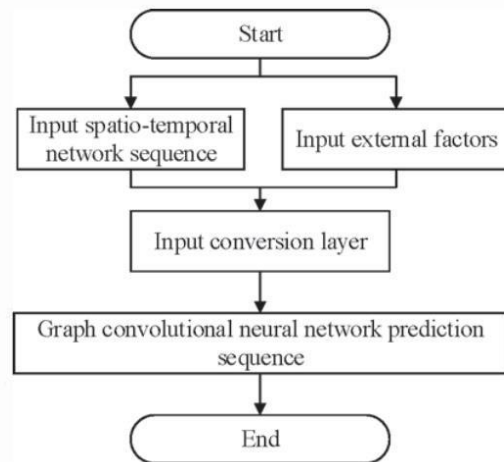 Start
Input spatio-temporal
network sequence
Input external factors
Input conversion layer
Graph convolutional neural network prediction
sequence
End